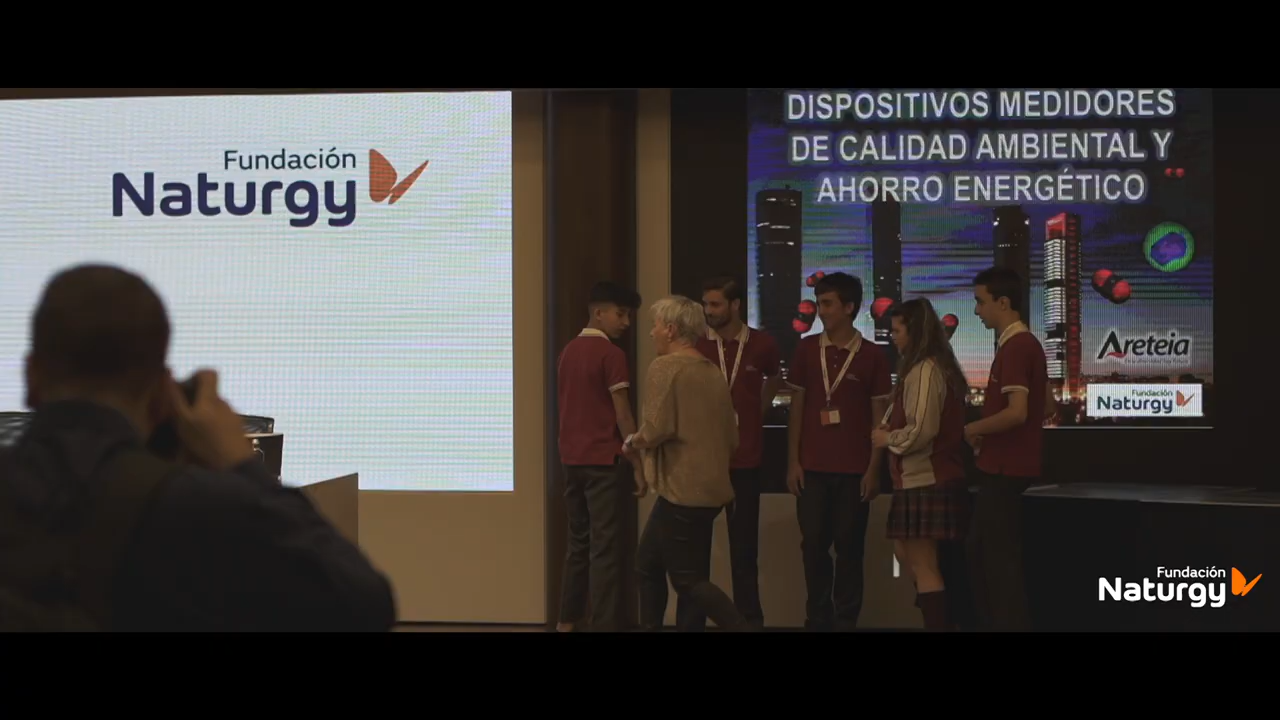 Fundación
Naturgy
DISPOSITIVOS MEDIDORES
DE CALIDAD AMBIENTAL Y
AHORRO ENERGÉTICO
Areteia
Fundación
Naturgy
Fundación
Naturgy